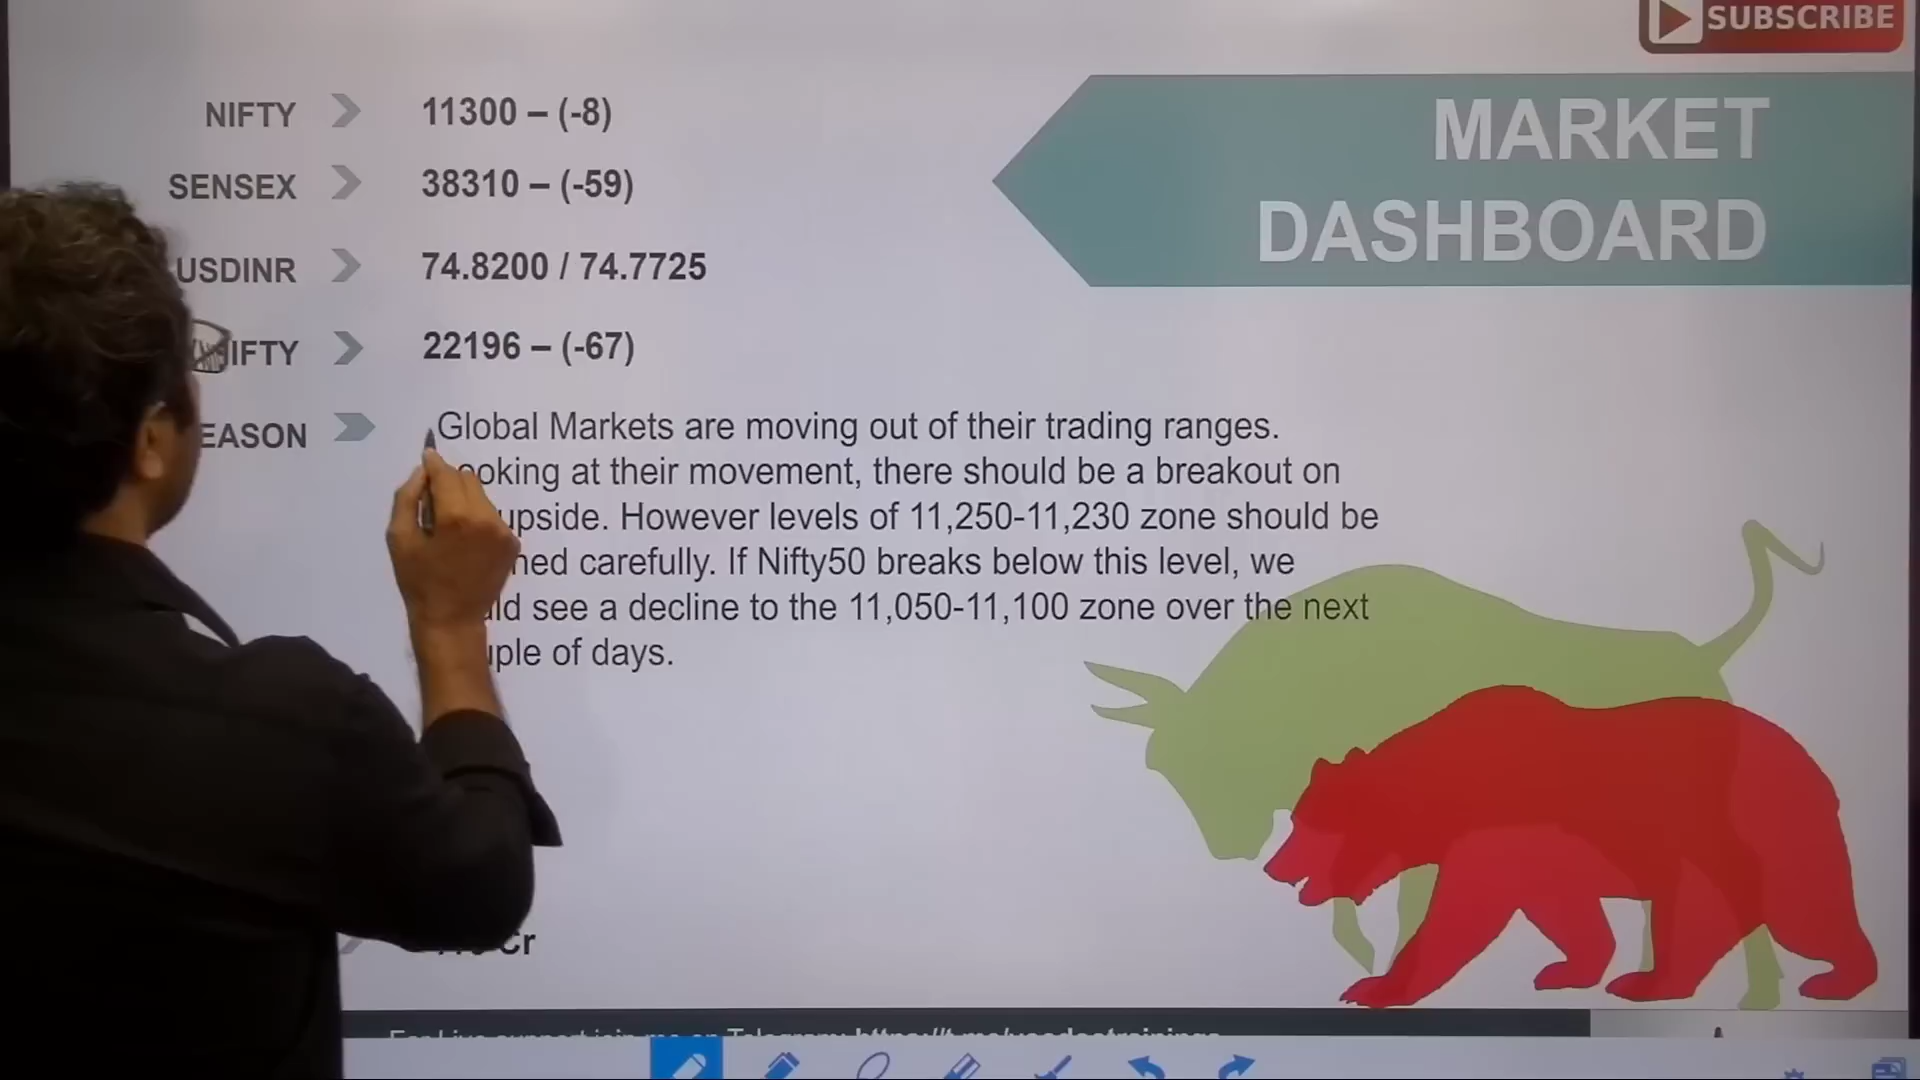 SUBSCRIBE
MARKET
DASHBOARD
NIFTY 11300 – (-8)
SENSEX 38310 – (-59)
USDINR 74.8200 / 74.7725
IFTY 22196 – (-67)
EASON Global Markets are moving out of their trading ranges.
ooking at their movement, there should be a breakout on
upside. However levels of 11,250-11,230 zone should be
hed carefully. If Nifty50 breaks below this level, we
ld see a decline to the 11,050-11,100 zone over the next
uple of days.
Cr